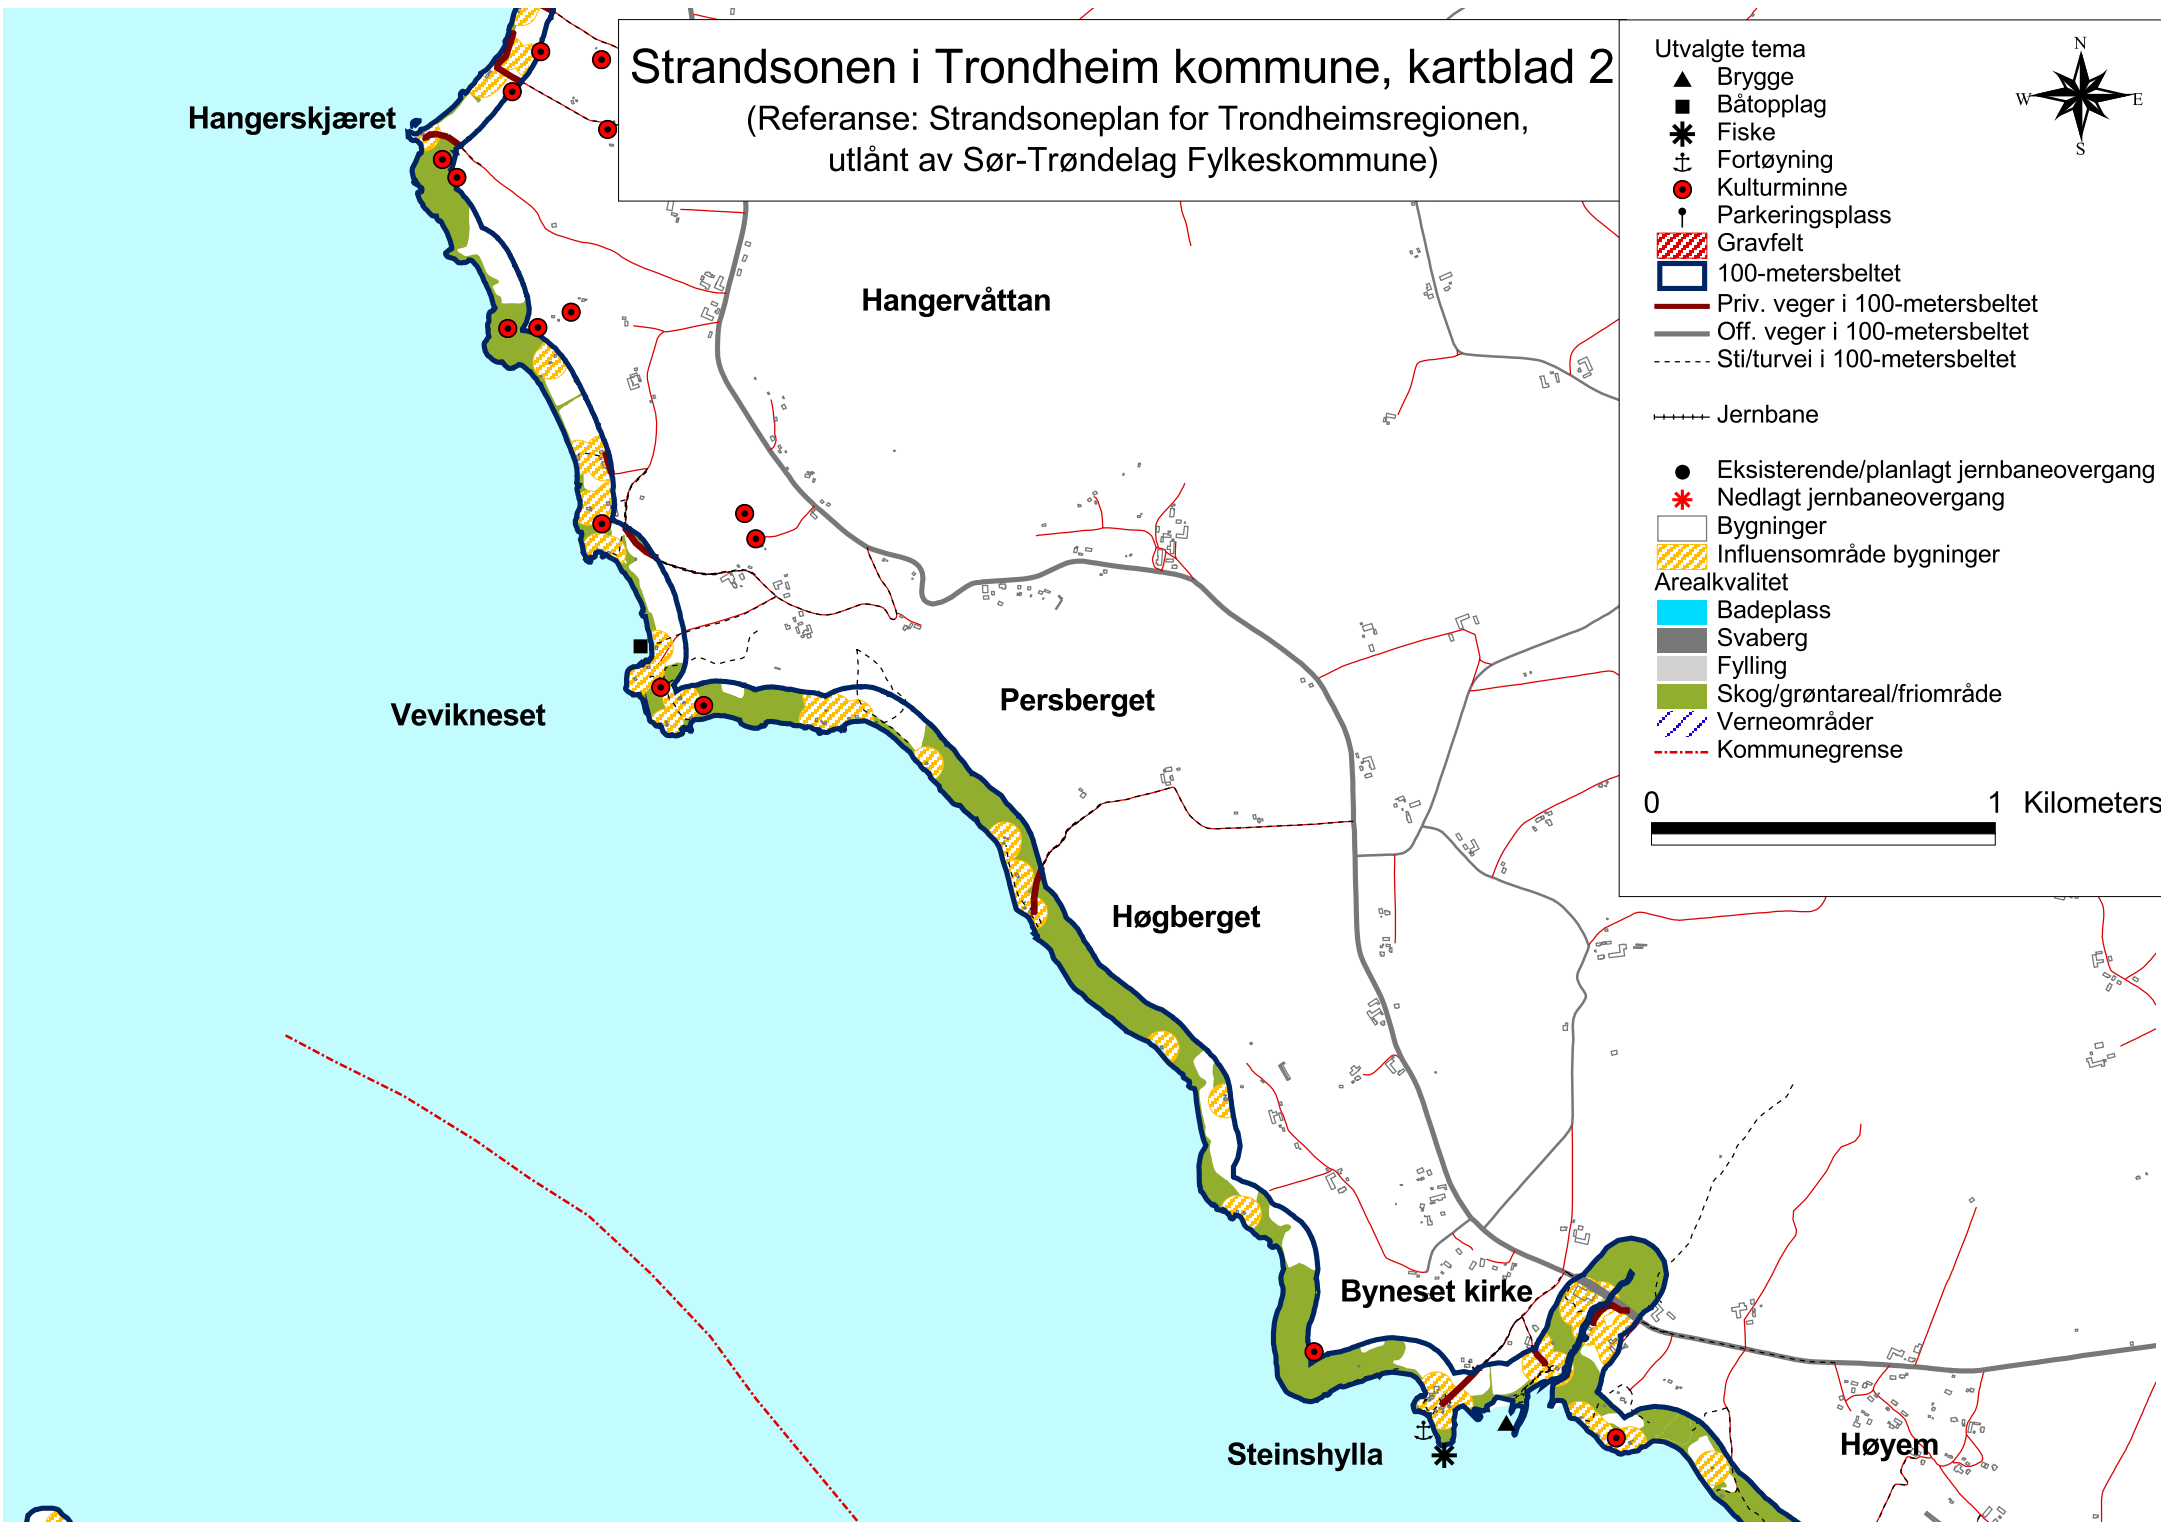 Strandsonen i Trondheim kommune, kartblad 2
(Referanse: Strandsoneplan for Trondheimsregionen,
utlånt av Sør-Trøndelag Fylkeskommune)
Utvalgte tema
Brygge
Båtopplag
Fiske
Fortøyning
Kulturminne
Parkeringsplass
Gravfelt
100-metersbeltet
Priv. veger i 100-metersbeltet
Off. veger i 100-metersbeltet
Sti/turvei i 100-metersbeltet
Jernbane
Eksisterende/planlagt jernbaneovergang
Nedlagt jernbaneovergang
Bygninger
Influensområde bygninger
Arealkvalitet
Badeplass
Svaberg
Fylling
Skog/grøntareal/friområde
Verneområder
Kommunegrense
0 1 Kilometers
N
W E
S
Hangerskjæret
Hangervåttan
Persberget
Vevikneset
Høgberget
Byneset kirke
Steinshylla
Høyem